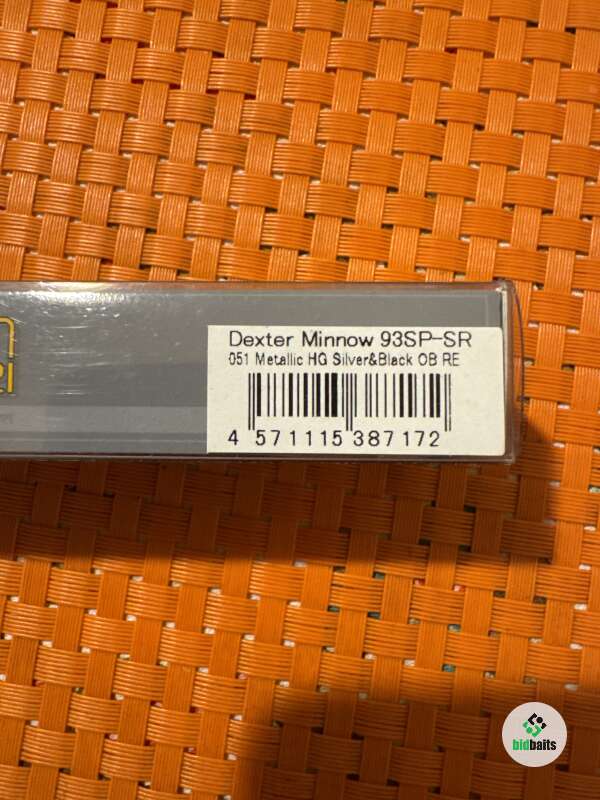 Dexter Minnow 93SP-SR
051 Metallic HG Silver&Black OB RE
4 571115 387172
bidbaits